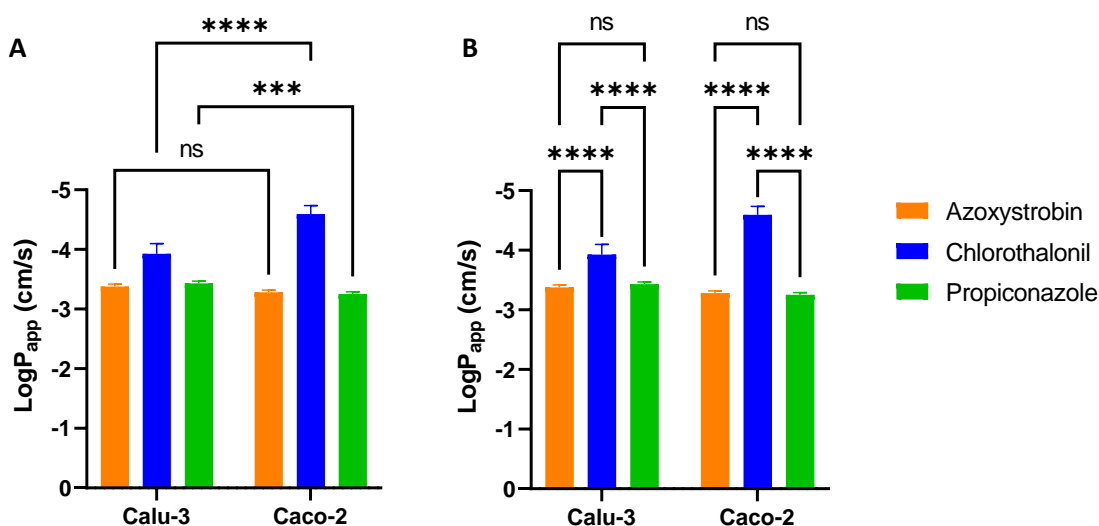 A
****
***
ns
-5
-4
-3
-2
-1
0
LogPapp (cm/s)
Calu-3
Caco-2
B
ns
ns
****
****
****
****
-5
-4
-3
-2
-1
0
LogPapp (cm/s)
Calu-3
Caco-2
Azoxystrobin
Chlorothalonil
Propiconazole